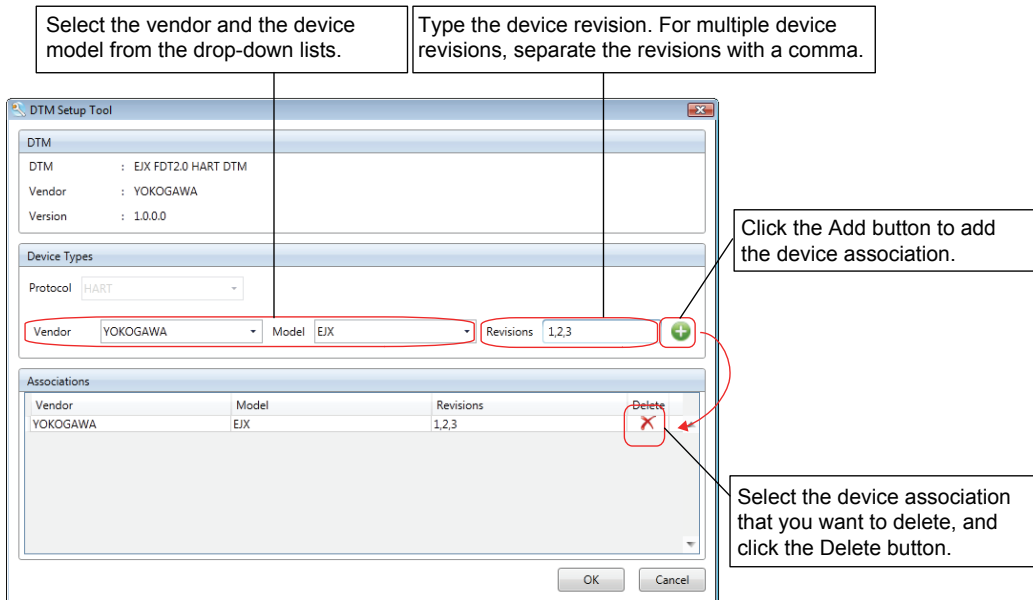 Select the vendor and the device
model from the drop-down lists.
Type the device revision. For multiple device
revisions, separate the revisions with a comma.
DTM Setup Tool
DTM
DTM : EJX FDT2.0 HART DTM
Vendor : YOKOGAWA
Version : 1.0.0.0
Click the Add button to add
the device association.
Device Types
Protocol HART
Vendor YOKOGAWA Model EJX Revisions 1,2,3
Associations
Vendor Model Revisions Delete
YOKOGAWA EJX 1,2,3
Select the device association
that you want to delete, and
click the Delete button.
OK Cancel